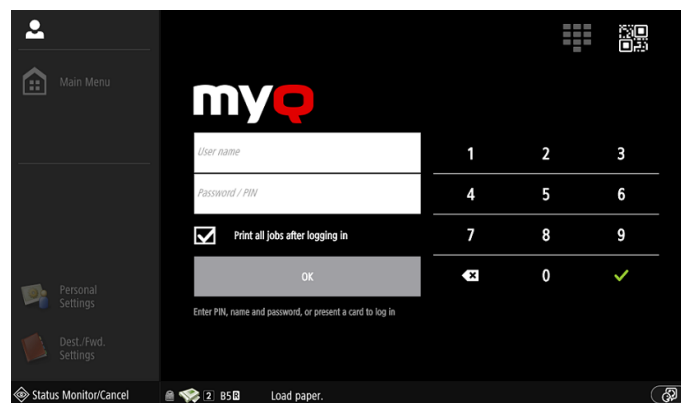 Main Menu
myQ
User name
Password / PIN
Print all jobs after logging in
OK
Enter PIN, name and password, or present a card to log in
1 2 3
4 5 6
7 8 9
0
Personal
Settings
Dest./Fwd.
Settings
Status Monitor/Cancel
2 B5R Load paper.